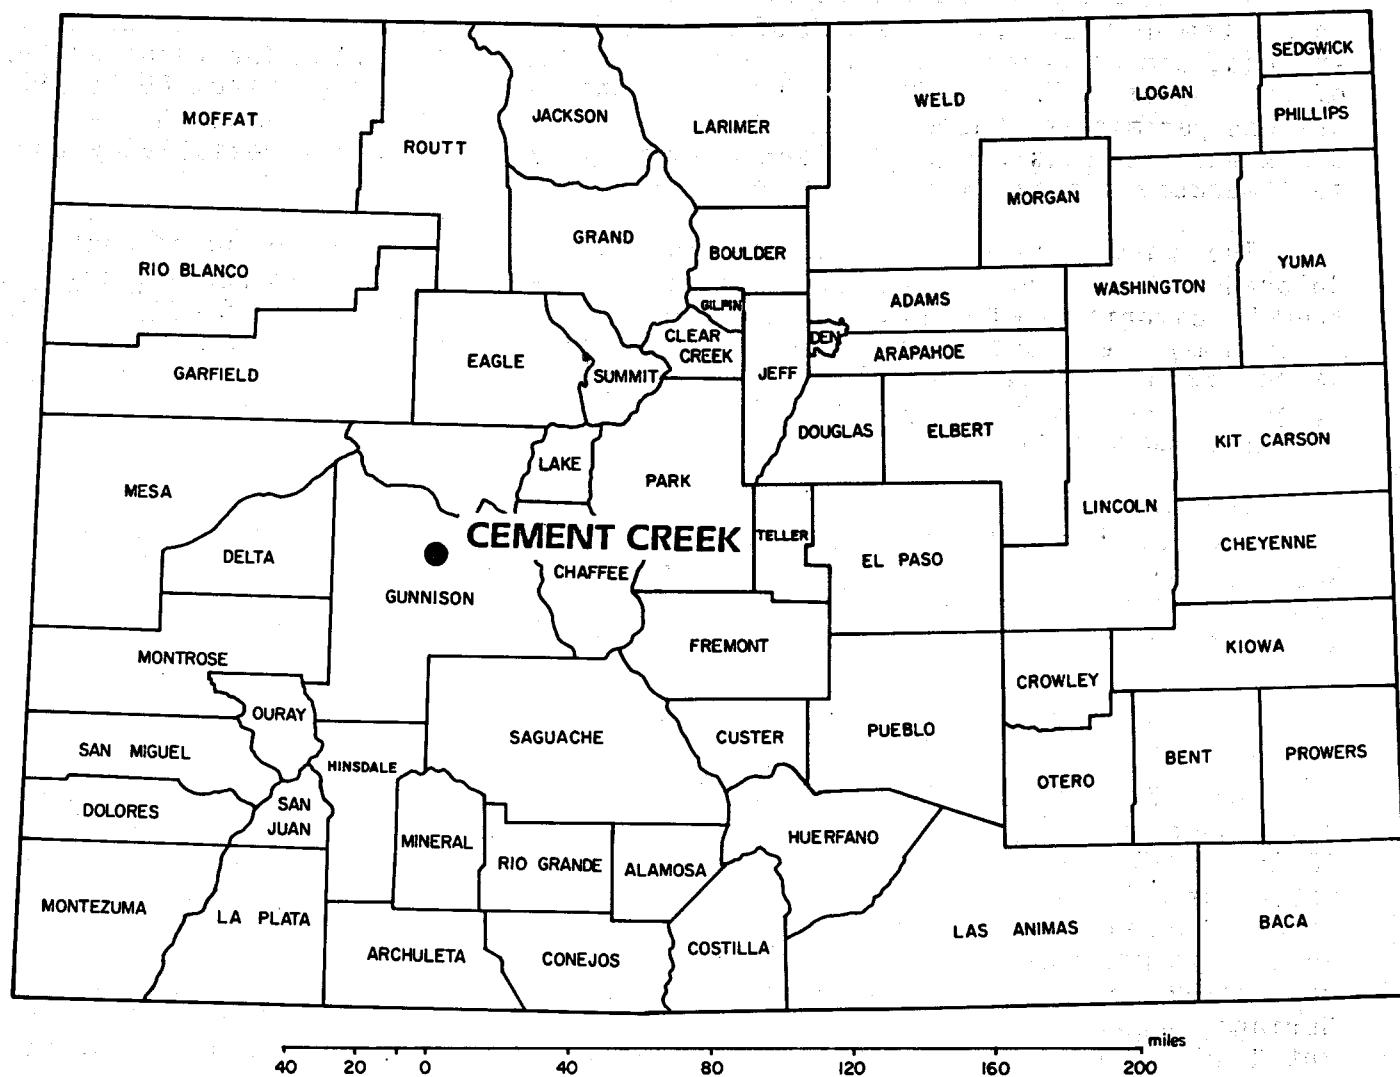 SEDGWICK
MOFFAT
JACKSON
WELD
LOGAN
PHILLIPS
LARIMER
ROUTT
MORGAN
GRAND
BOULDER
YUMA
RIO BLANCO
WASHINGTON
ADAMS
GILPIN
CLEAR
CREEK
DEN
ARAPAHOE
EAGLE
SUMMIT
JEFF
GARFIELD
DOUGLAS
ELBERT
KIT CARSON
LAKE
PARK
MESA
LINCOLN
CEMENT CREEK
TELLER
CHEYENNE
DELTA
EL PASO
CHAFFEE
GUNNISON
FREMONT
KIOWA
MONTROSE
CROWLEY
OURAY
PUEBLO
SAGUACHE
CUSTER
SAN MIGUEL
BENT
PROWERS
HINSDALE
OTERO
SAN
JUAN
DOLORES
HUERFANO
MINERAL
RIO GRANDE
ALAMOSA
MONTEZUMA
LA PLATA
LAS ANIMAS
BACA
COSTILLA
ARCHULETA
CONEJOS
miles
40 20 0 40 80 120 160 200